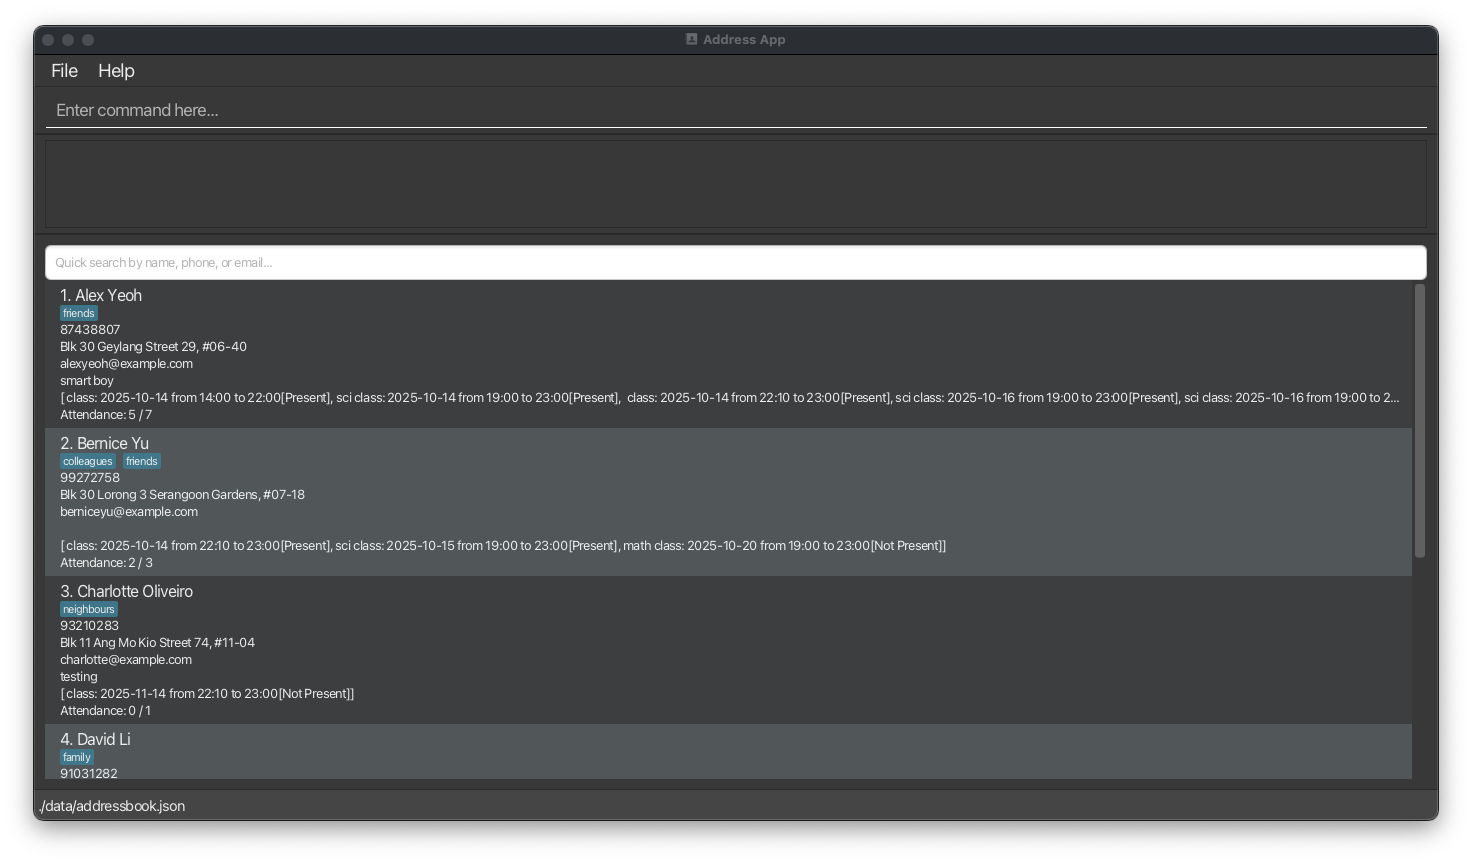 Address App
File Help
Enter command here...
Quick search by name, phone, or email...
1. Alex Yeoh
friends
87438807
Blk 30 Geylang Street 29, #06-40
alexyeoh@example.com
smart boy
[ class: 2025-10-14 from 14:00 to 22:00[Present], sci class: 2025-10-14 from 19:00 to 23:00[Present],  class: 2025-10-14 from 22:10 to 23:00[Present], sci class: 2025-10-16 from 19:00 to 23:00[Present], sci class: 2025-10-16 from 19:00 to 2...
Attendance: 5 / 7
2. Bernice Yu
colleagues friends
99272758
Blk 30 Lorong 3 Serangoon Gardens, #07-18
berniceyu@example.com
[ class: 2025-10-14 from 22:10 to 23:00[Present], sci class: 2025-10-15 from 19:00 to 23:00[Present], math class: 2025-10-20 from 19:00 to 23:00[Not Present]]
Attendance: 2 / 3
3. Charlotte Oliveiro
neighbours
93210283
Blk 11 Ang Mo Kio Street 74, #11-04
charlotte@example.com
testing
[ class: 2025-11-14 from 22:10 to 23:00[Not Present]]
Attendance: 0 / 1
4. David Li
family
91031282
./data/addressbook.json